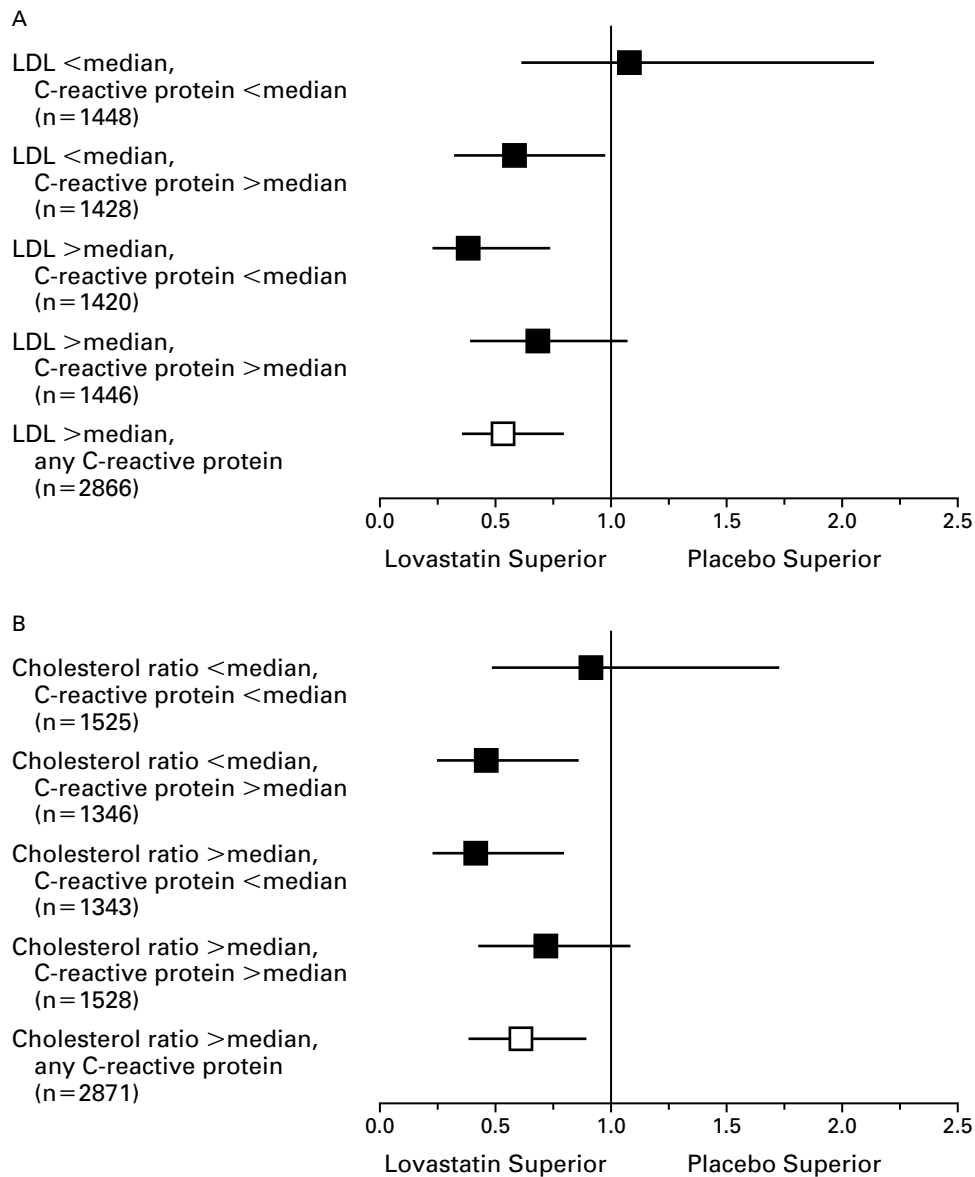 A
LDL <median,
C-reactive protein <median
(n=1448)
LDL <median,
C-reactive protein >median
(n=1428)
LDL >median,
C-reactive protein <median
(n=1420)
LDL >median,
C-reactive protein >median
(n=1446)
LDL >median,
any C-reactive protein
(n=2866)
0.0 0.5 1.0 1.5 2.0 2.5
Lovastatin Superior Placebo Superior
B
Cholesterol ratio <median,
C-reactive protein <median
(n=1525)
Cholesterol ratio <median,
C-reactive protein >median
(n=1346)
Cholesterol ratio >median,
C-reactive protein <median
(n=1343)
Cholesterol ratio >median,
C-reactive protein >median
(n=1528)
Cholesterol ratio >median,
any C-reactive protein
(n=2871)
0.0 0.5 1.0 1.5 2.0 2.5
Lovastatin Superior Placebo Superior